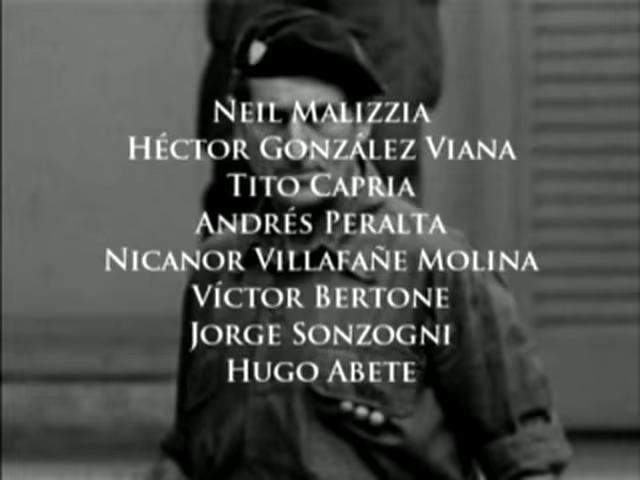 NEIL MALIZZIA
HÉCTOR GONZÁLEZ VIANA
TITO CAPRIA
ANDRÉS PERALTA
NICANOR VILLAFAÑE MOLINA
VÍCTOR BERTONE
JORGE SONZOGNI
HUGO ABETE